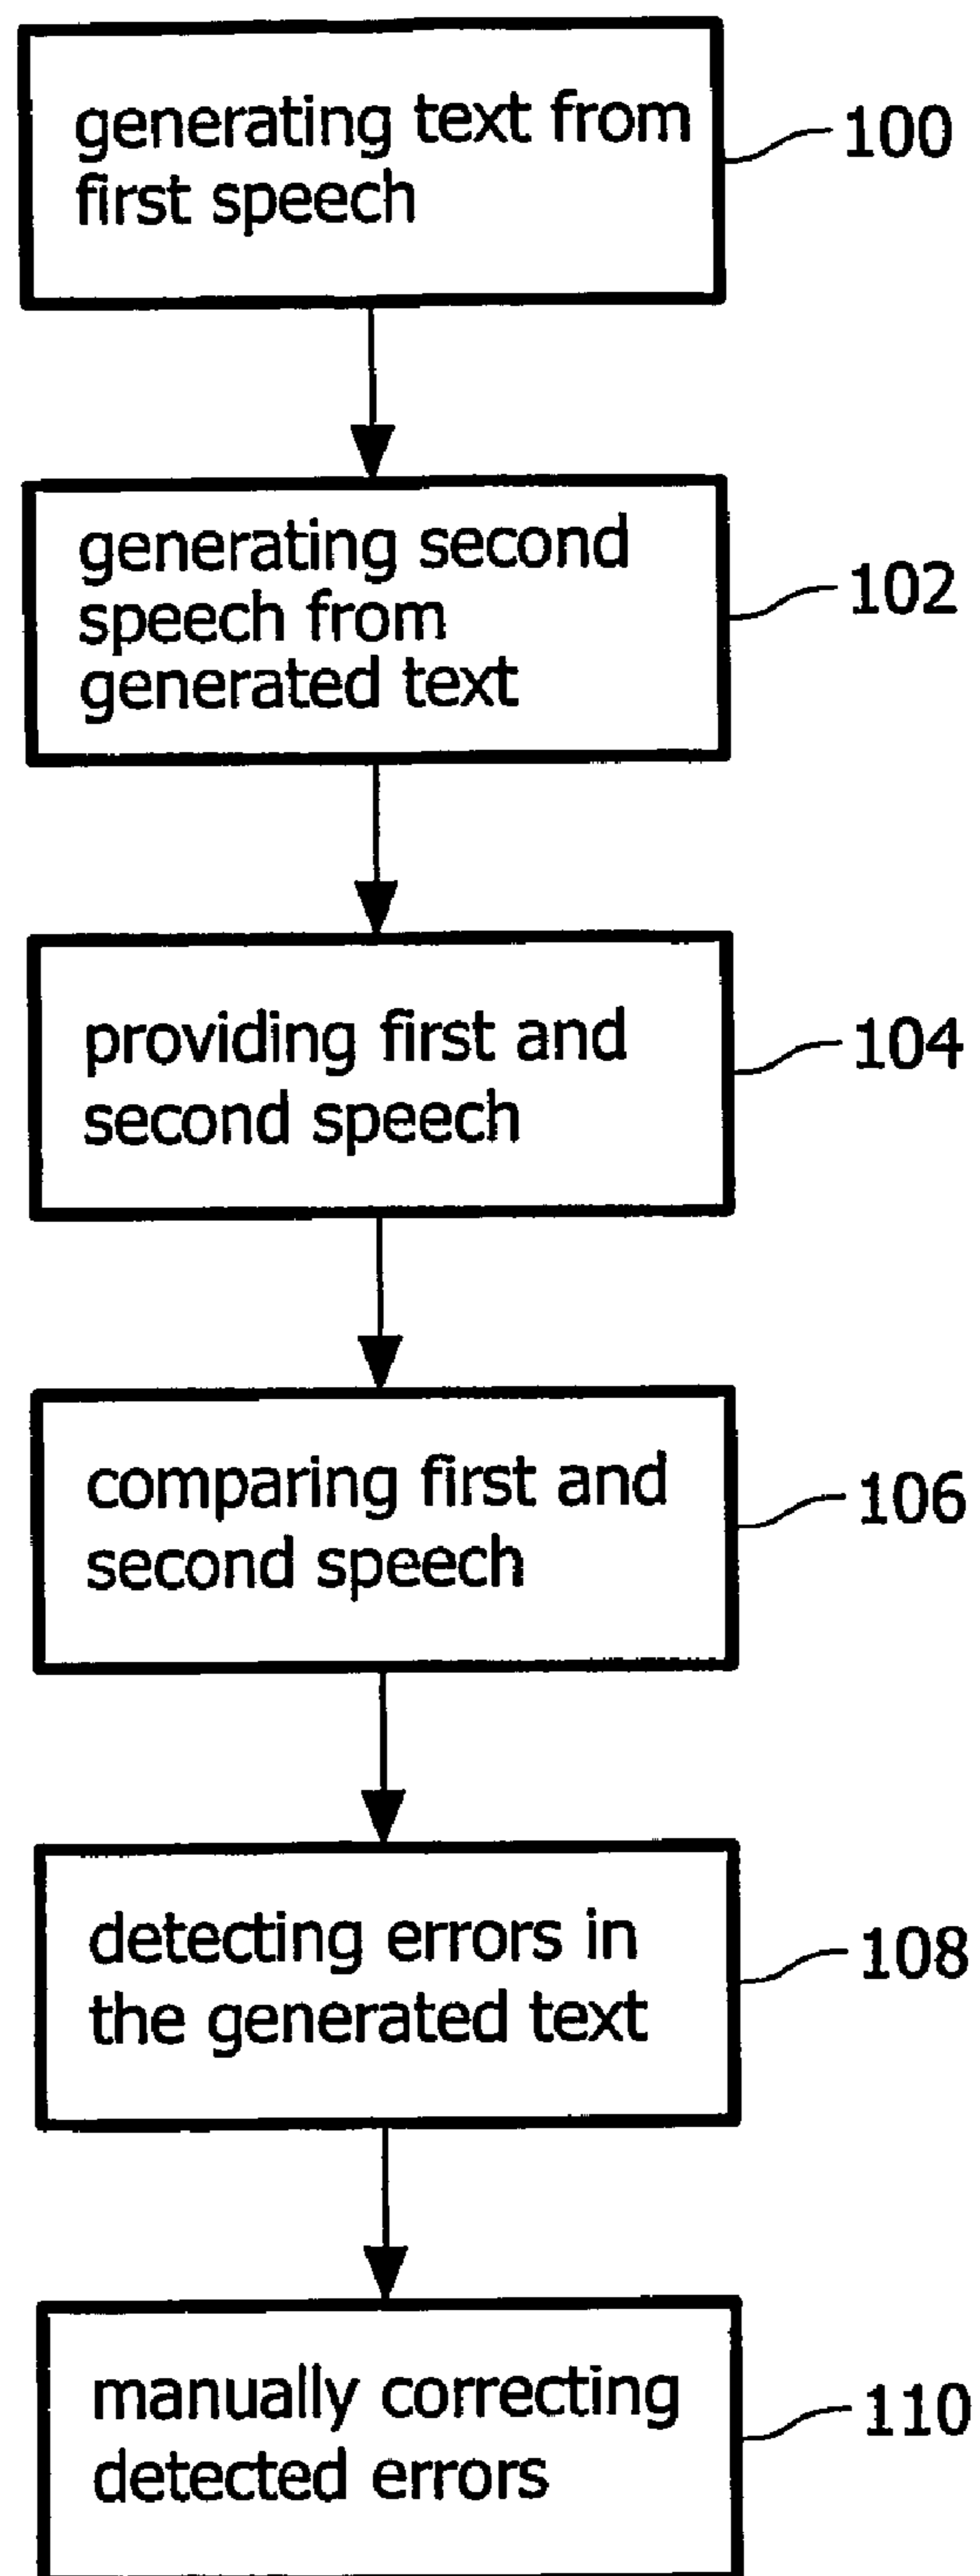 generating text from
first speech
100
generating second
speech from
generated text
102
providing first and
second speech
104
comparing first and
second speech
106
detecting errors in
the generated text
108
manually correcting
detected errors
110